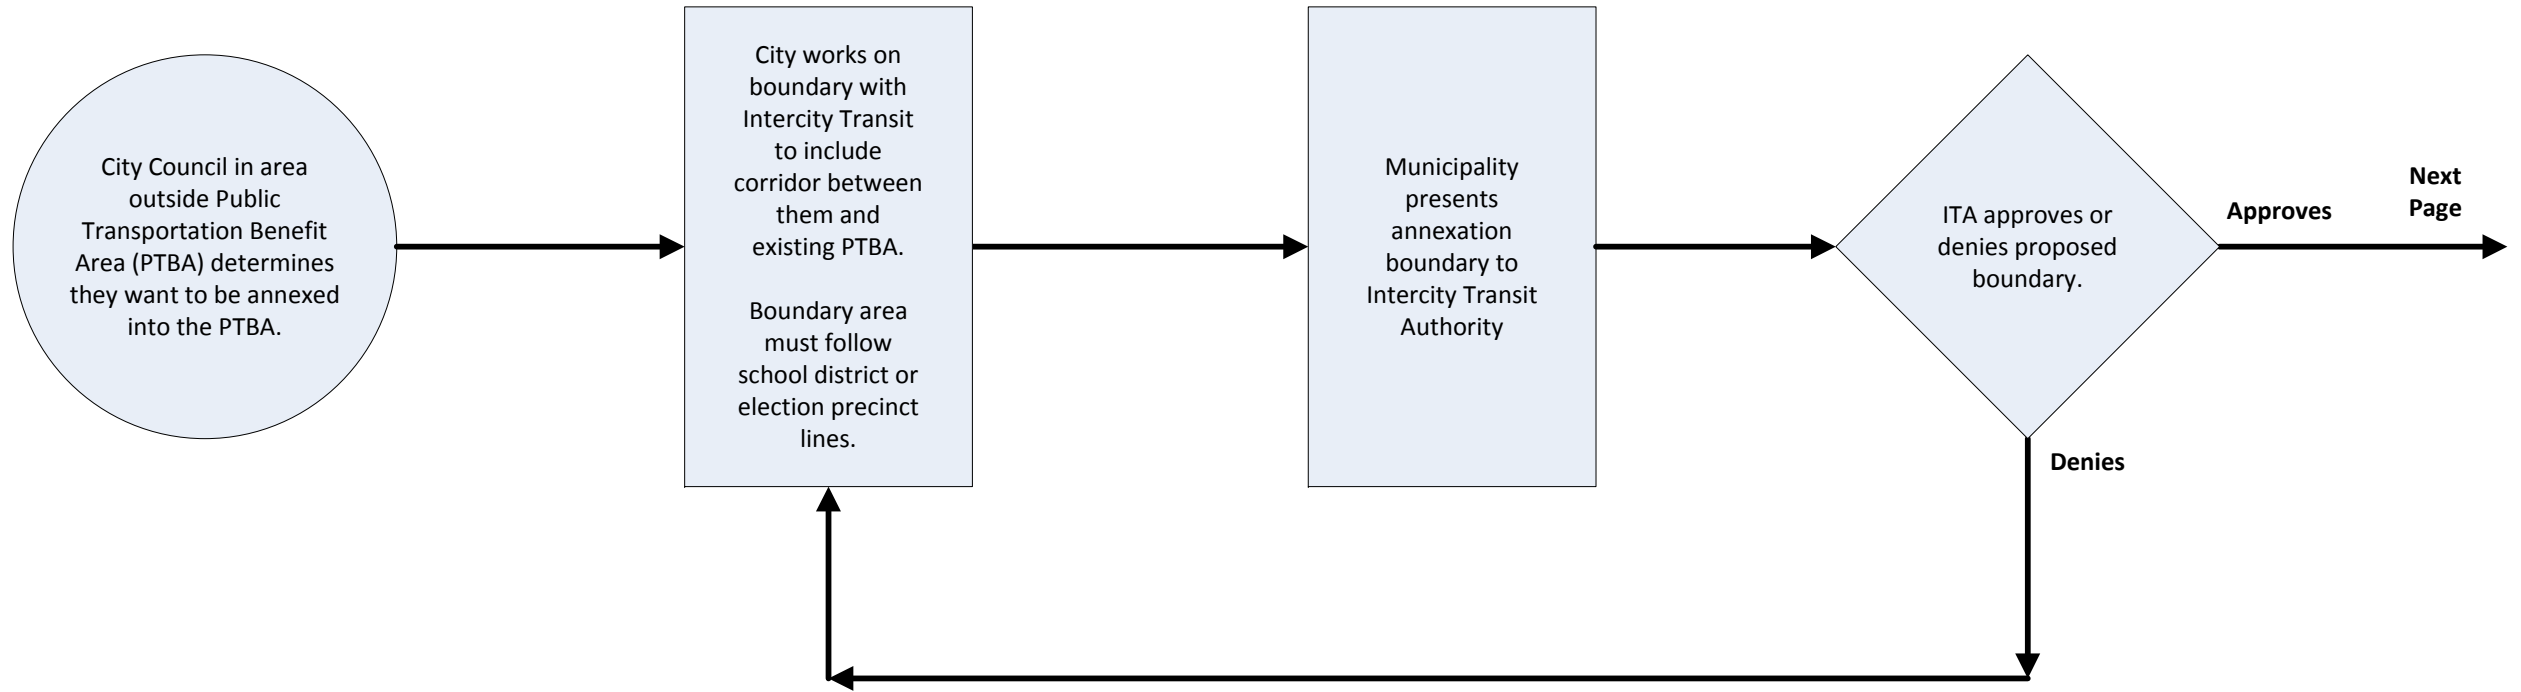 City Council in area
outside Public
Transportation Benefit
Area (PTBA) determines
they want to be annexed
into the PTBA.
City works on
boundary with
Intercity Transit
to include
corridor between
them and
existing PTBA.
Boundary area
must follow
school district or
election precinct
lines.
Municipality
presents
annexation
boundary to
Intercity Transit
Authority
ITA approves or
denies proposed
boundary.
Approves
Next
Page
Denies